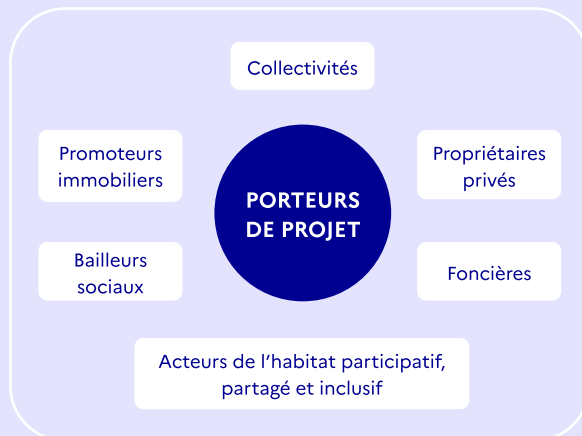 Collectivités
Promoteurs
immobiliers
Propriétaires
privés
PORTEURS
DE PROJET
Bailleurs
sociaux
Foncières
Acteurs de l’habitat participatif,
partagé et inclusif